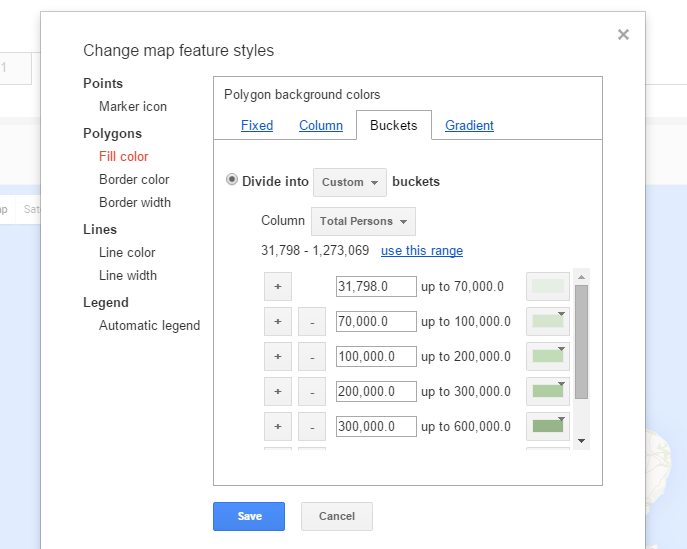 ×
Change map feature styles
1
Points
Marker icon
Polygons
Fill color
Border color
Border width
Lines
Line color
Line width
Legend
Automatic legend
Polygon background colors
Fixed Column Buckets Gradient
Divide into Custom buckets
Column Total Persons
31,798 - 1,273,069 use this range
+ 31,798.0 up to 70,000.0
+ - 70,000.0 up to 100,000.0
+ - 100,000.0 up to 200,000.0
+ - 200,000.0 up to 300,000.0
+ - 300,000.0 up to 600,000.0
Save Cancel